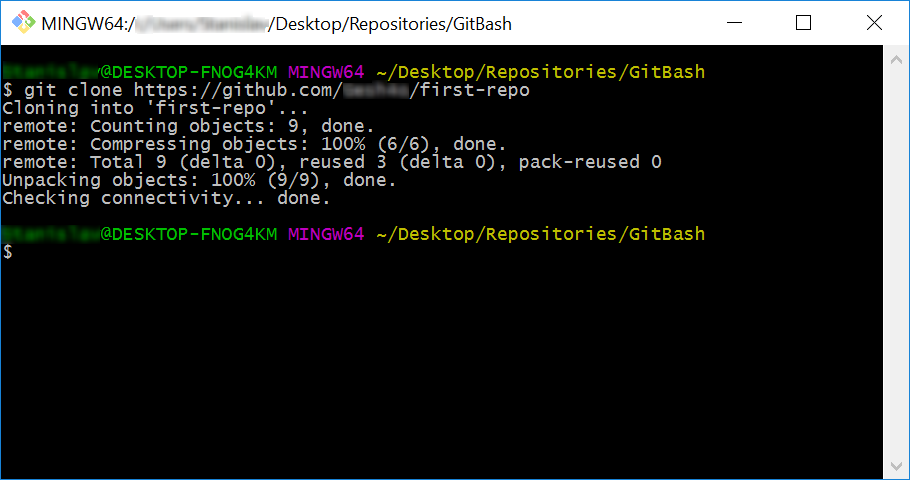 MINGW64:/ /Desktop/Repositories/GitBash
@DESKTOP-FNOG4KM MINGW64 ~/Desktop/Repositories/GitBash
$ git clone https://github.com/ /first-repo
Cloning into 'first-repo'...
remote: Counting objects: 9, done.
remote: Compressing objects: 100% (6/6), done.
remote: Total 9 (delta 0), reused 3 (delta 0), pack-reused 0
Unpacking objects: 100% (9/9), done.
Checking connectivity... done.
@DESKTOP-FNOG4KM MINGW64 ~/Desktop/Repositories/GitBash
$